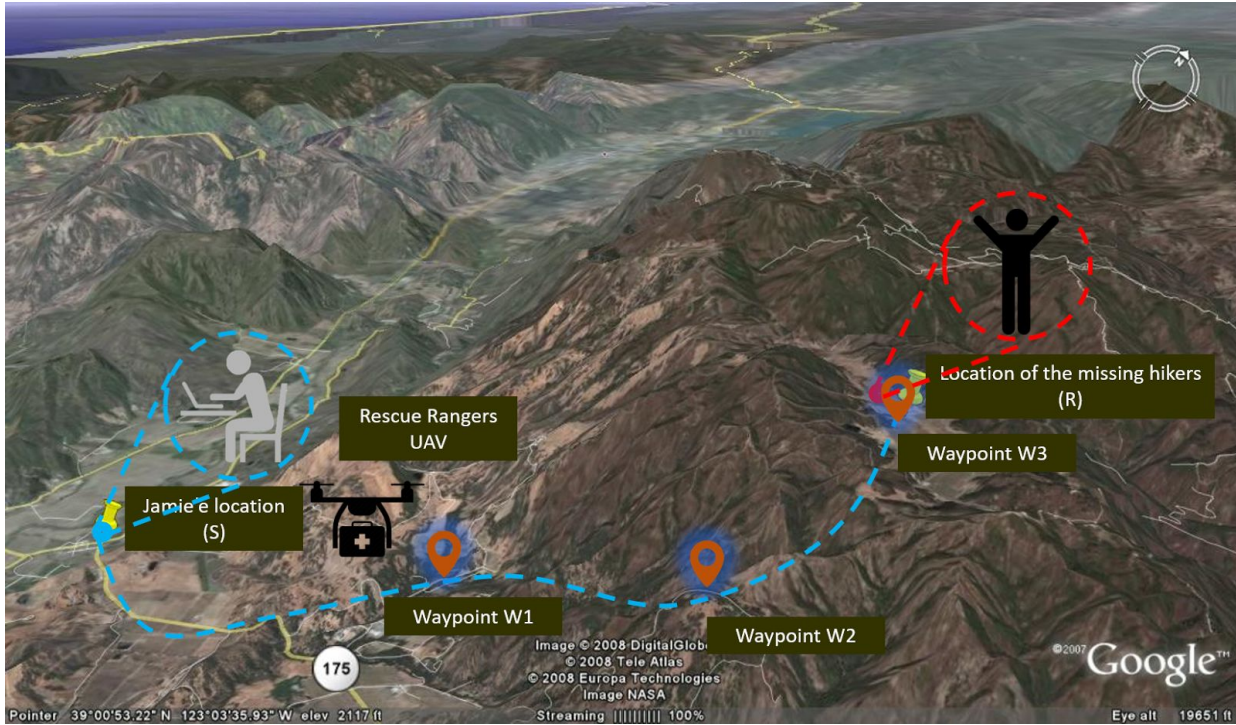 N
Location of the missing hikers
(R)
Rescue Rangers
UAV
Waypoint W3
Jamie'e location
(S)
Waypoint W1
Waypoint W2
175
Image © 2008 DigitalGlobe
© 2008 Tele Atlas
© 2008 Europa Technologies
Image NASA
©2007 Google™
Pointer 39°00'53.22" N 123°03'35.93" W elev 2117 ft Streaming ||||||||| 100% Eye alt 19651 ft